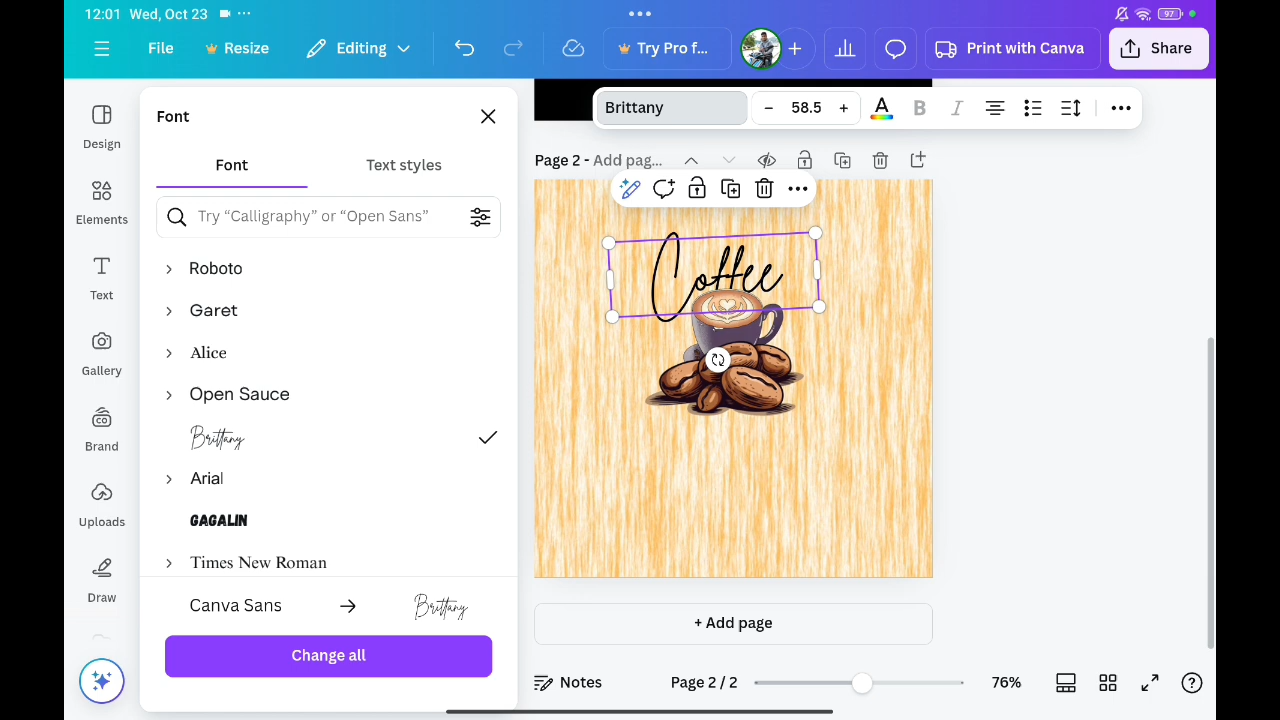 12:01 Wed, Oct 23
97
File
Resize
Editing
Try Pro f...
Print with Canva
Share
Brittany
− 58.5 +
A B I
Design
Elements
Text
Gallery
Brand
Uploads
Draw
Font
Font Text styles
Try “Calligraphy” or “Open Sans”
Roboto
Garet
Alice
Open Sauce
Brittany
Arial
GAGALIN
Times New Roman
Canva Sans → Brittany
Change all
Page 2 - Add pag...
Coffee
+ Add page
Notes
Page 2 / 2
76%